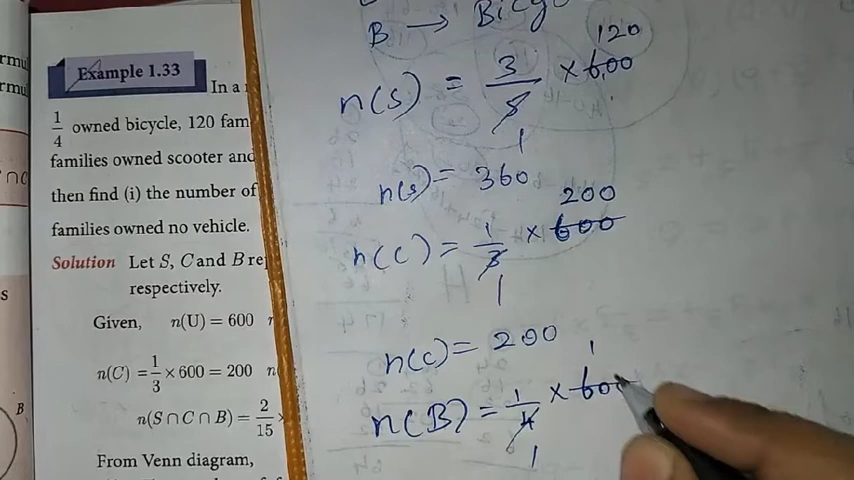 Example 1.33
In a
1/4 owned bicycle, 120 fam
families owned scooter and
then find (i) the number of
families owned no vehicle.
Solution Let S, C and B re
respectively.
Given, n(U) = 600
n(C) = 1/3 × 600 = 200
n(S∩C∩B) = 2/15 ×
From Venn diagram,
B
B → Bicy
120
n(S) = 3/5 × 600
1
n(s) = 360
200
n(C) = 1/3 × 600
1
n(c) = 200
1
n(B) = 1/4 × 600
1